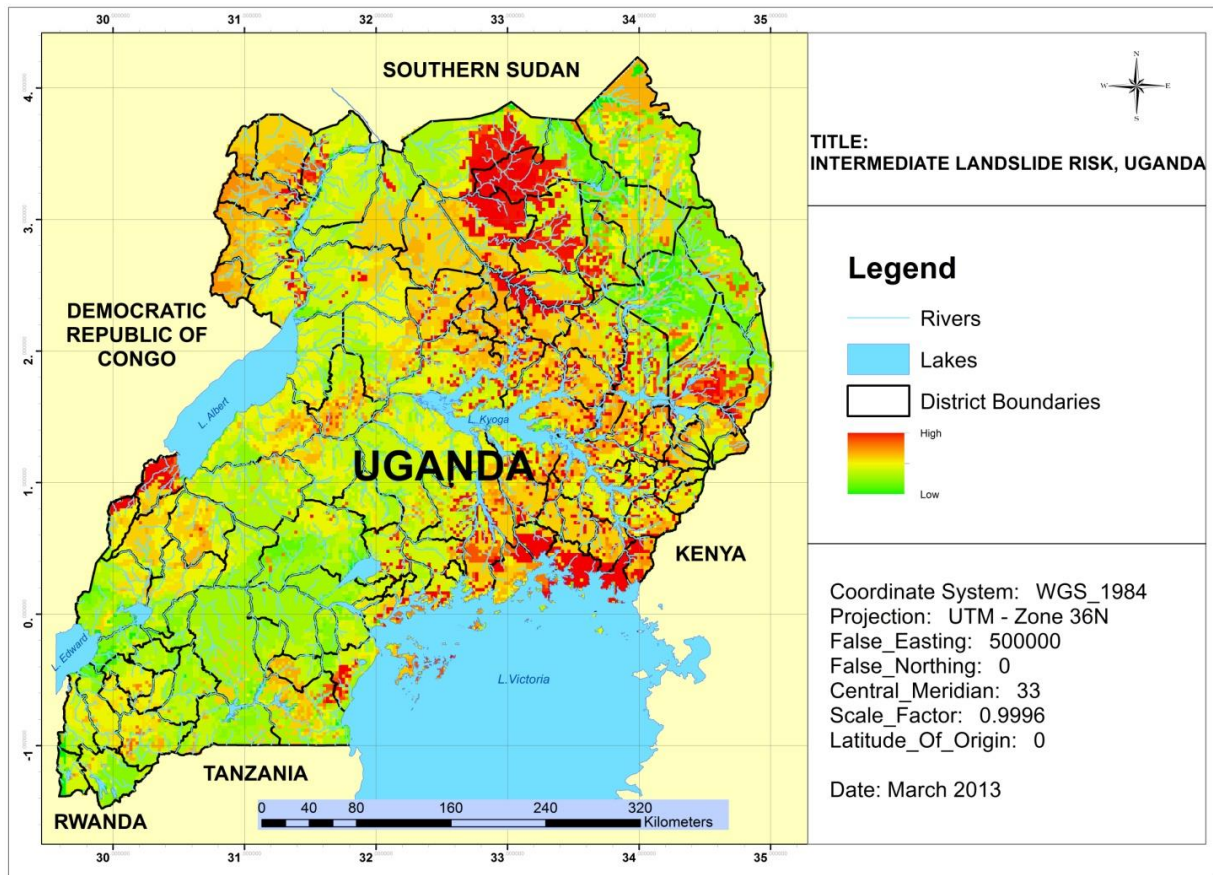 30 31 32 33 34 35
SOUTHERN SUDAN
4.
3.
2.
1.
0.
-1
DEMOCRATIC
REPUBLIC OF
CONGO
L. Albert
L. Kyoga
UGANDA
KENYA
L. Edward
L.Victoria
TANZANIA
RWANDA
0 40 80 160 240 320
Kilometers
30 31 32 33 34 35
N
W E
S
TITLE:
INTERMEDIATE LANDSLIDE RISK, UGANDA
Legend
Rivers
Lakes
District Boundaries
High
Low
Coordinate System: WGS_1984
Projection: UTM - Zone 36N
False_Easting: 500000
False_Northing: 0
Central_Meridian: 33
Scale_Factor: 0.9996
Latitude_Of_Origin: 0
Date: March 2013